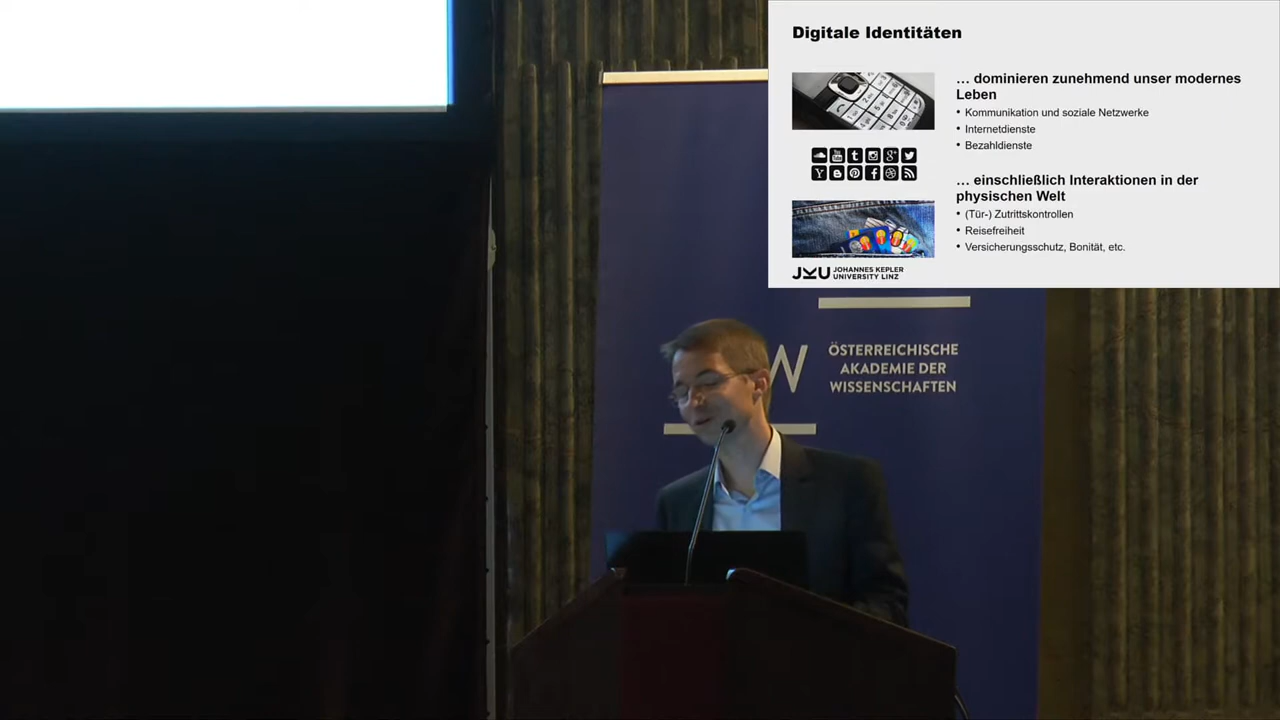 Digitale Identitäten
… dominieren zunehmend unser modernes
Leben
• Kommunikation und soziale Netzwerke
• Internetdienste
• Bezahldienste
… einschließlich Interaktionen in der
physischen Welt
• (Tür-) Zutrittskontrollen
• Reisefreiheit
• Versicherungsschutz, Bonität, etc.
JKU JOHANNES KEPLER
UNIVERSITY LINZ
W
ÖSTERREICHISCHE
AKADEMIE DER
WISSENSCHAFTEN